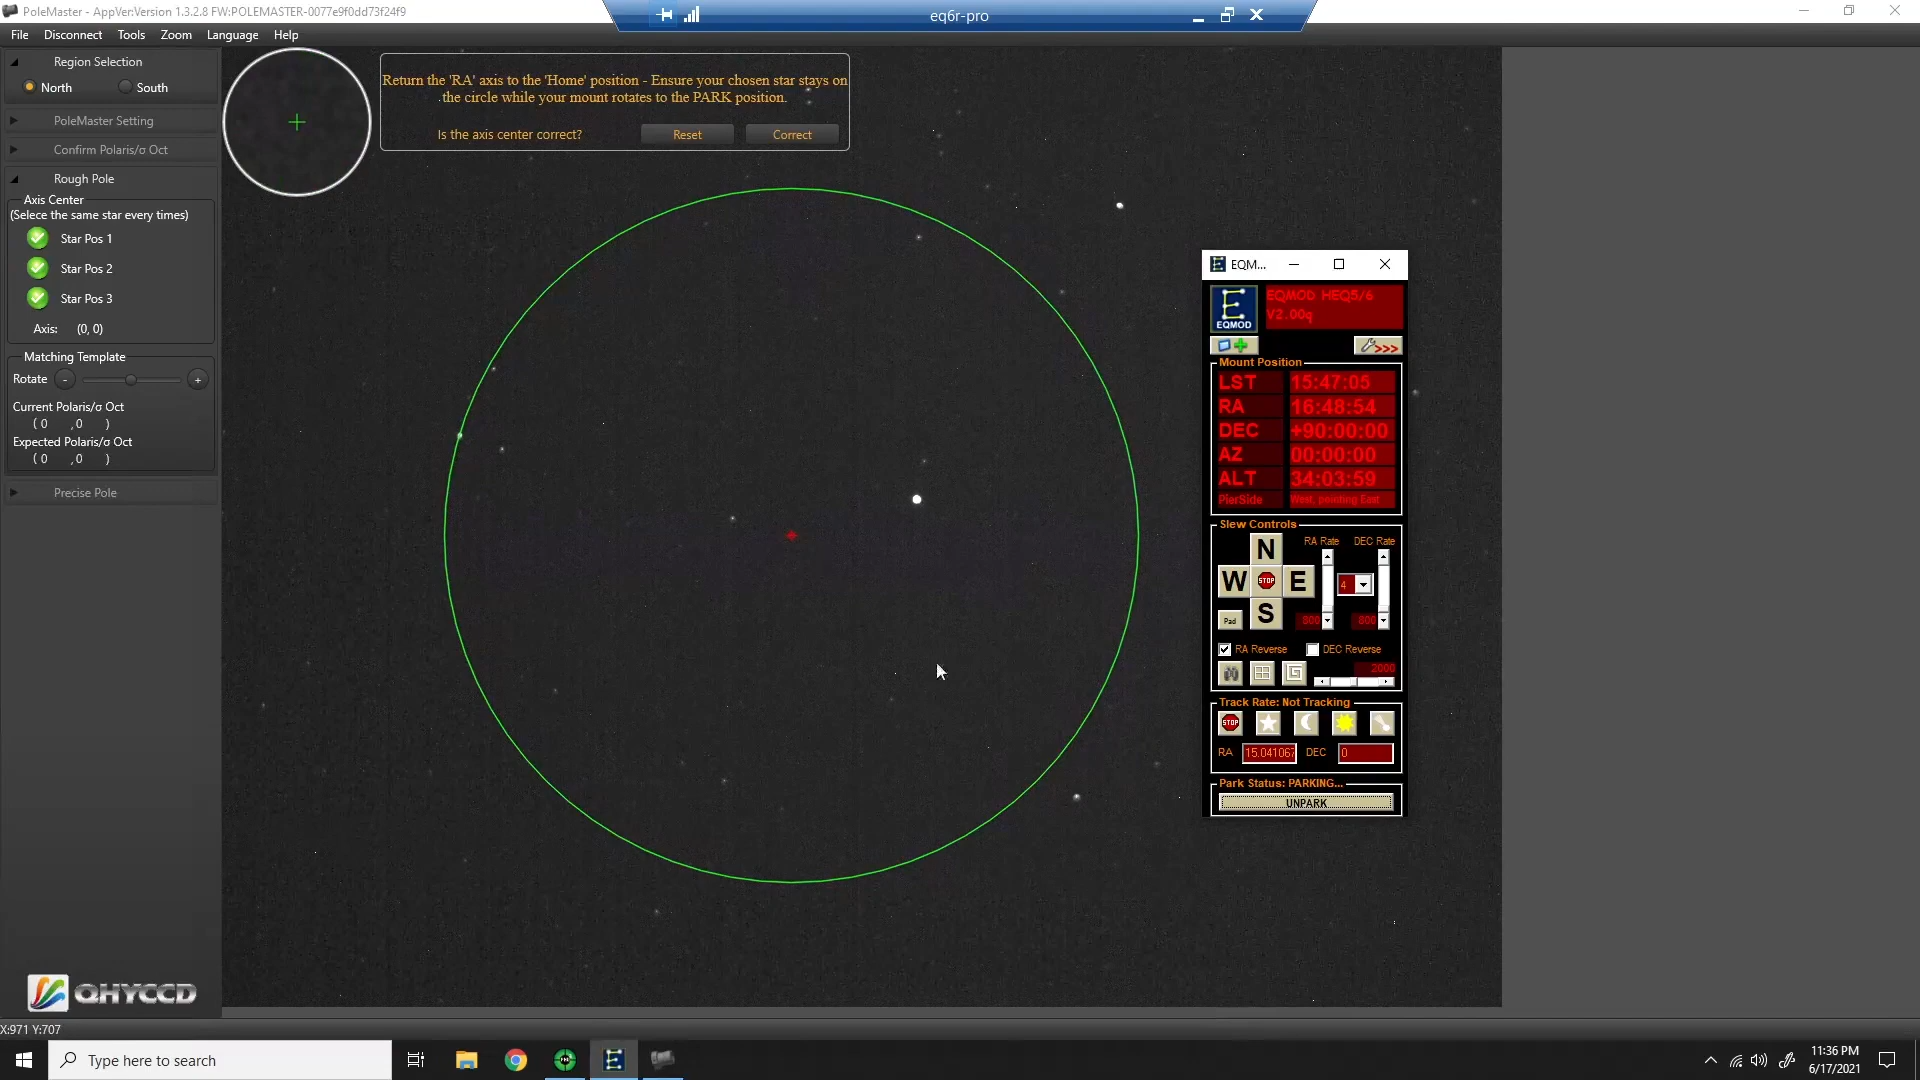 PoleMaster - AppVer:Version 1.3.2.8 FW:POLEMASTER-0077e9f0dd73f24f9
eq6r-pro
File Disconnect Tools Zoom Language Help
Region Selection
North South
PoleMaster Setting
Confirm Polaris/σ Oct
Rough Pole
Axis Center
(Selece the same star every times)
Star Pos 1
Star Pos 2
Star Pos 3
Axis: (0, 0)
Matching Template
Rotate - +
Current Polaris/σ Oct
( 0 ,0 )
Expected Polaris/σ Oct
( 0 ,0 )
Precise Pole
QHYCCD
X:971 Y:707
Return the 'RA' axis to the 'Home' position - Ensure your chosen star stays on
the circle while your mount rotates to the PARK position.
Is the axis center correct? Reset Correct
EQM...
EQMOD
EQMOD HEQ5/6
V2.00q
>>>
Mount Position
LST 15:47:05
RA 16:48:54
DEC +90:00:00
AZ 00:00:00
ALT 34:03:59
PierSide West, pointing East
Slew Controls
RA Rate DEC Rate
N
W STOP E
S
4
Pad
800 800
RA Reverse DEC Reverse
2000
Track Rate: Not Tracking
STOP
RA 15.041067 DEC 0
Park Status: PARKING...
UNPARK
Type here to search
11:36 PM
6/17/2021